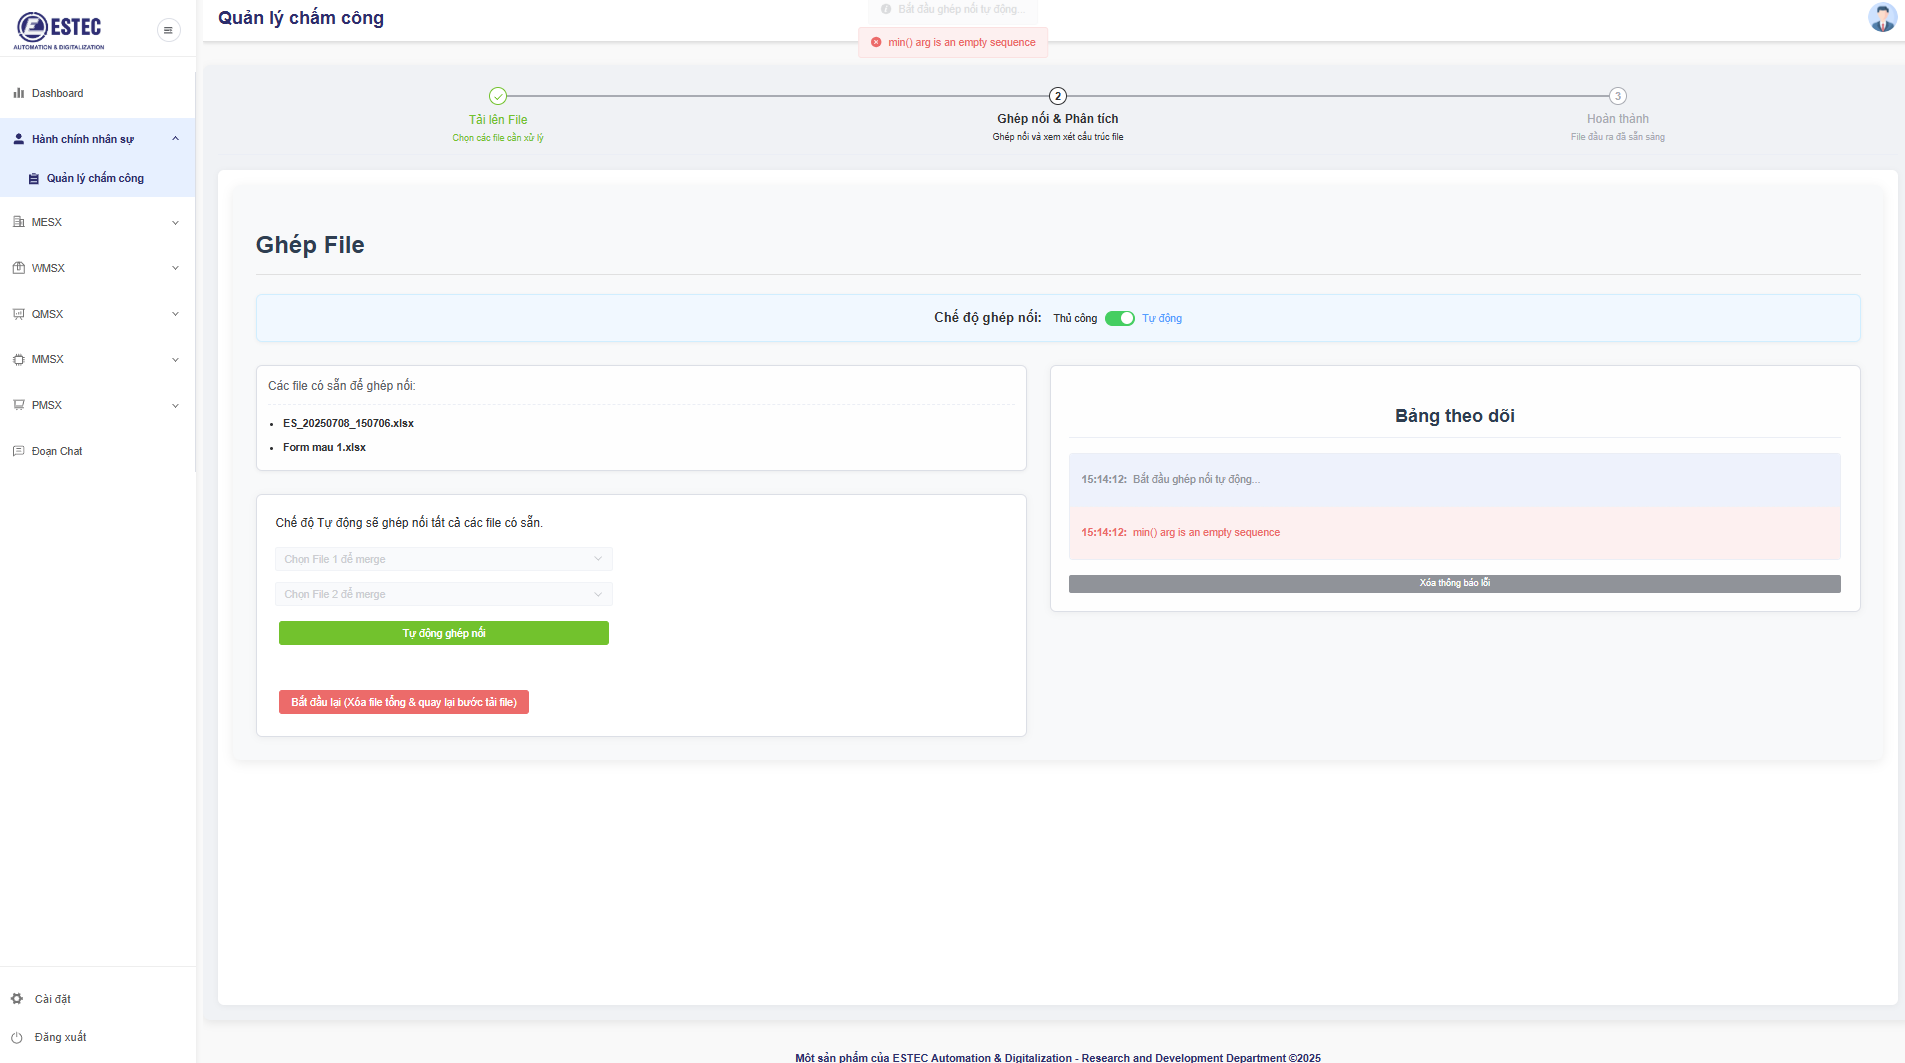 ESTEC
AUTOMATION & DIGITALIZATION
Quản lý chấm công
Bắt đầu ghép nối tự động...
min() arg is an empty sequence
Dashboard
Hành chính nhân sự
Quản lý chấm công
MESX
WMSX
QMSX
MMSX
PMSX
Đoạn Chat
Cài đặt
Đăng xuất
Tải lên File
Chọn các file cần xử lý
2
Ghép nối & Phân tích
Ghép nối và xem xét cấu trúc file
3
Hoàn thành
File đầu ra đã sẵn sàng
Ghép File
Chế độ ghép nối: Thủ công Tự động
Các file có sẵn để ghép nối:
• ES_20250708_150706.xlsx
• Form mau 1.xlsx
Chế độ Tự động sẽ ghép nối tất cả các file có sẵn.
Chọn File 1 để merge
Chọn File 2 để merge
Tự động ghép nối
Bắt đầu lại (Xóa file tổng & quay lại bước tải file)
Bảng theo dõi
15:14:12: Bắt đầu ghép nối tự động...
15:14:12: min() arg is an empty sequence
Xóa thông báo lỗi
Một sản phẩm của ESTEC Automation & Digitalization - Research and Development Department ©2025